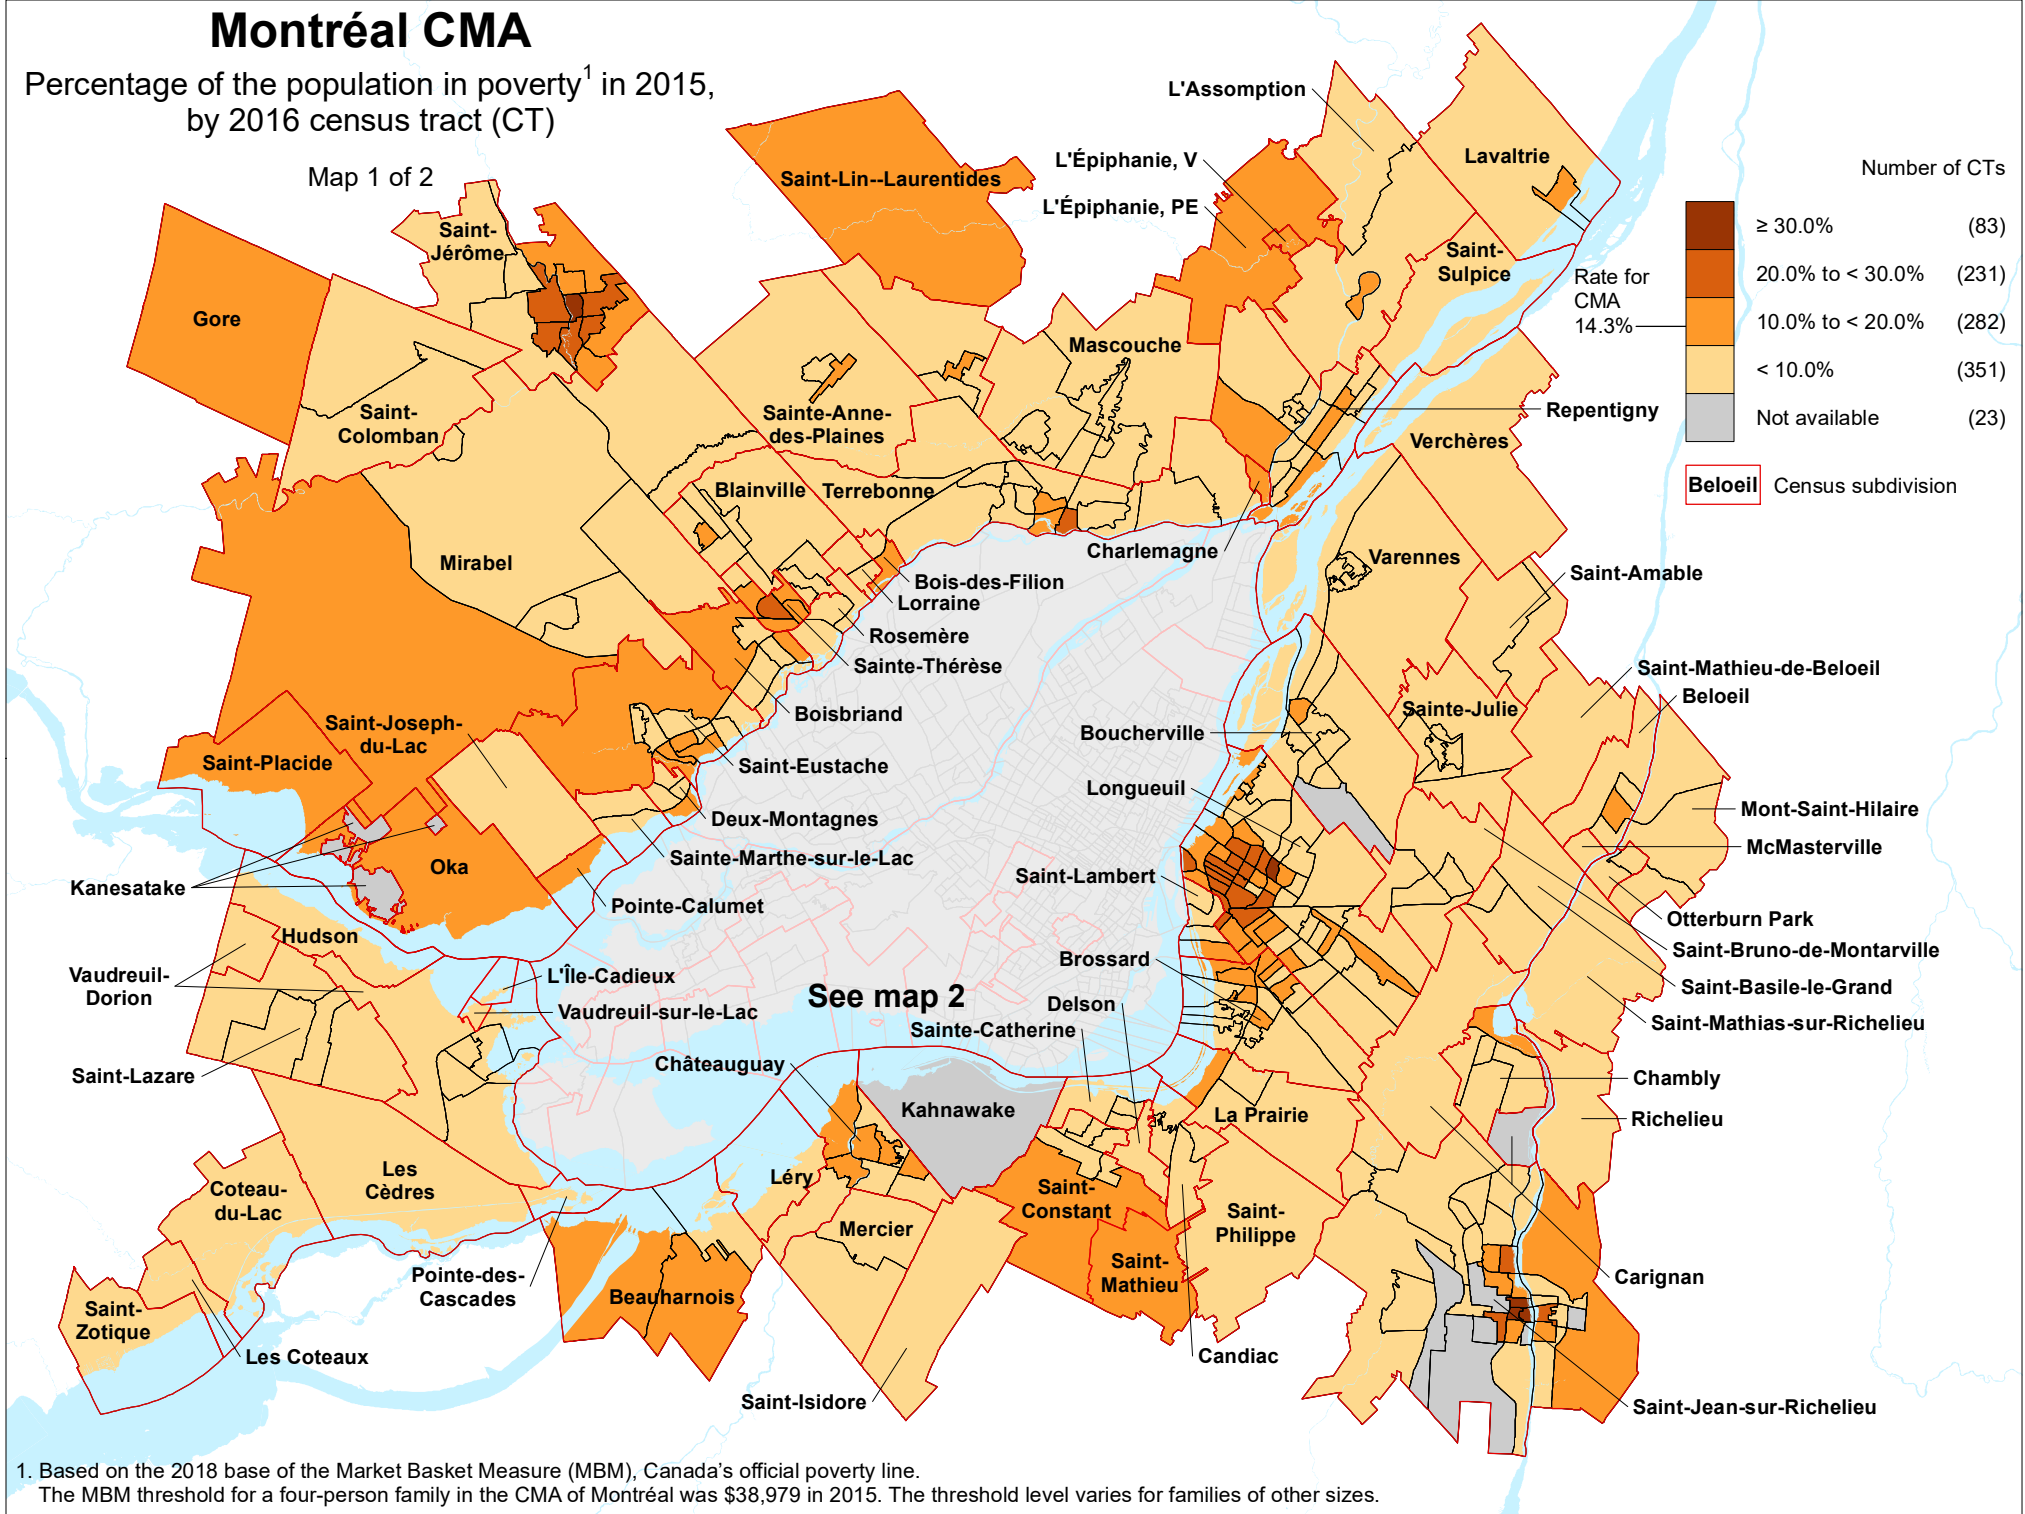 Montréal CMA
Percentage of the population in poverty1 in 2015,
by 2016 census tract (CT)
Map 1 of 2
L'Assomption
L'Épiphanie, V
L'Épiphanie, PE
Lavaltrie
Saint-Lin--Laurentides
Saint-
Jérôme
Saint-
Sulpice
Number of CTs
≥ 30.0% (83)
20.0% to < 30.0% (231)
10.0% to < 20.0% (282)
< 10.0% (351)
Not available (23)
Rate for
CMA
14.3%
Beloeil Census subdivision
Gore
Mascouche
Saint-
Colomban
Sainte-Anne-
des-Plaines
Repentigny
Verchères
Blainville
Terrebonne
Mirabel
Charlemagne
Varennes
Saint-Amable
Bois-des-Filion
Lorraine
Rosemère
Sainte-Thérèse
Saint-Mathieu-de-Beloeil
Beloeil
Boisbriand
Sainte-Julie
Saint-Joseph-
du-Lac
Boucherville
Saint-Placide
Saint-Eustache
Longueuil
Deux-Montagnes
Mont-Saint-Hilaire
McMasterville
Sainte-Marthe-sur-le-Lac
Oka
Saint-Lambert
Kanesatake
Pointe-Calumet
Otterburn Park
Hudson
Saint-Bruno-de-Montarville
Brossard
Vaudreuil-
Dorion
L'Île-Cadieux
Saint-Basile-le-Grand
See map 2
Delson
Vaudreuil-sur-le-Lac
Sainte-Catherine
Saint-Mathias-sur-Richelieu
Châteauguay
Saint-Lazare
Chambly
Kahnawake
La Prairie
Richelieu
Les
Cèdres
Léry
Coteau-
du-Lac
Saint-
Constant
Mercier
Saint-
Philippe
Saint-
Mathieu
Pointe-des-
Cascades
Beauharnois
Carignan
Saint-
Zotique
Les Coteaux
Candiac
Saint-Isidore
Saint-Jean-sur-Richelieu
1. Based on the 2018 base of the Market Basket Measure (MBM), Canada’s official poverty line.
The MBM threshold for a four-person family in the CMA of Montréal was $38,979 in 2015. The threshold level varies for families of other sizes.